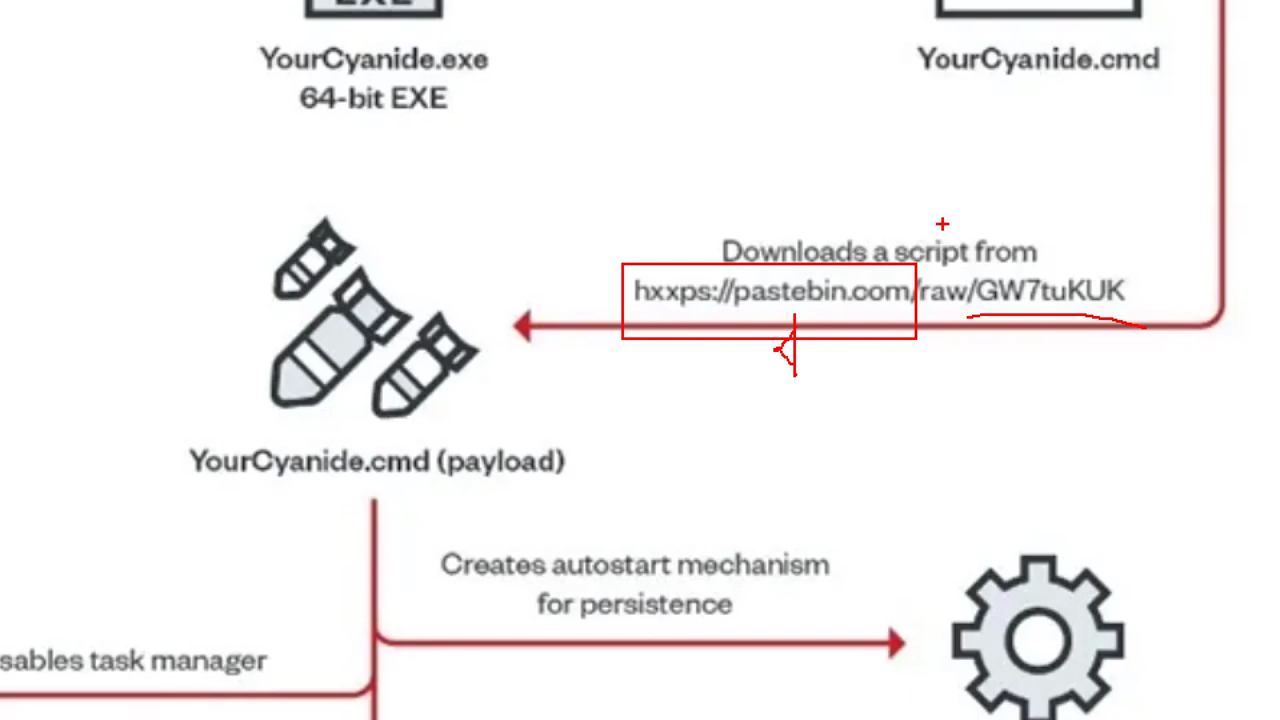 EXE
YourCyanide.exe
64-bit EXE
YourCyanide.cmd
Downloads a script from
hxxps://pastebin.com/raw/GW7tuKUK
YourCyanide.cmd (payload)
Creates autostart mechanism
for persistence
sables task manager